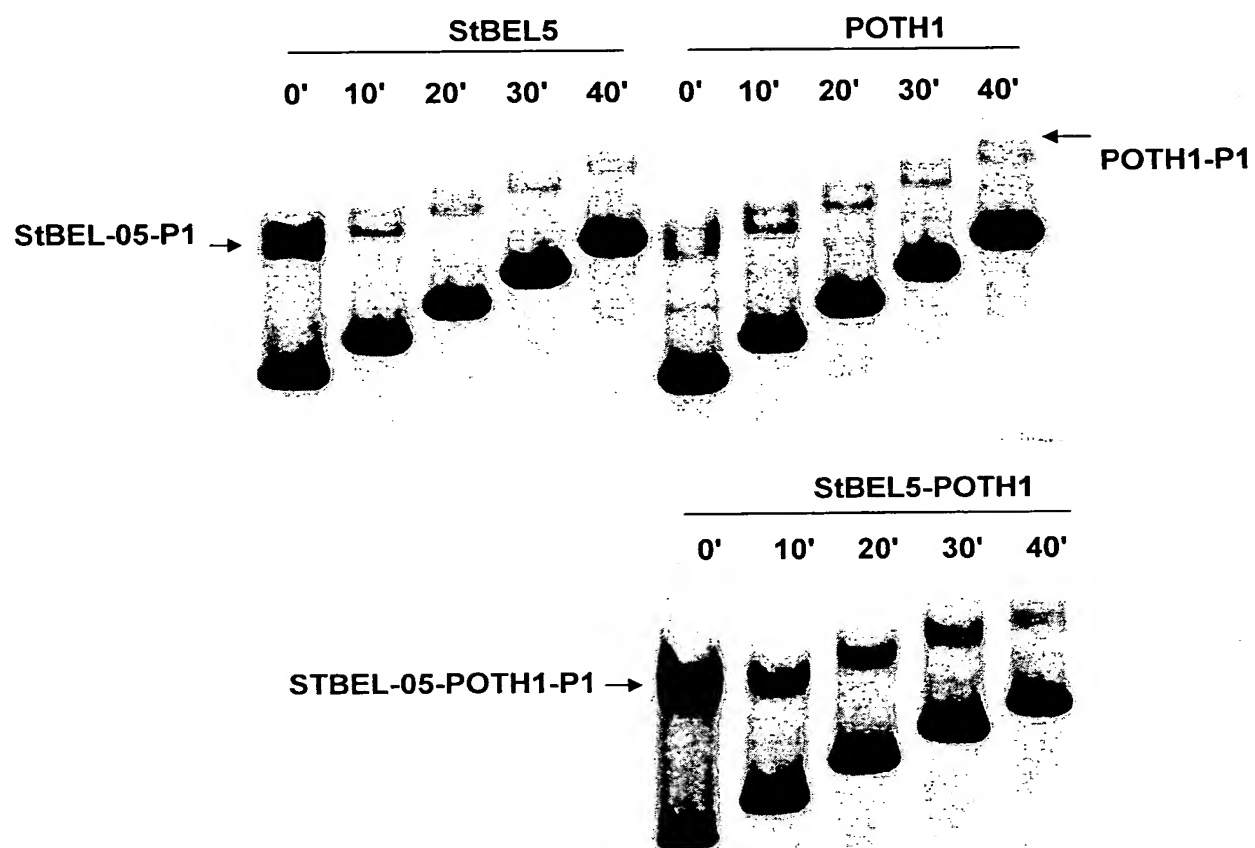 StBEL5
POTH1
0' 10' 20' 30' 40'
0' 10' 20' 30' 40'
POTH1-P1
StBEL-05-P1
StBEL5-POTH1
0' 10' 20' 30' 40'
STBEL-05-POTH1-P1